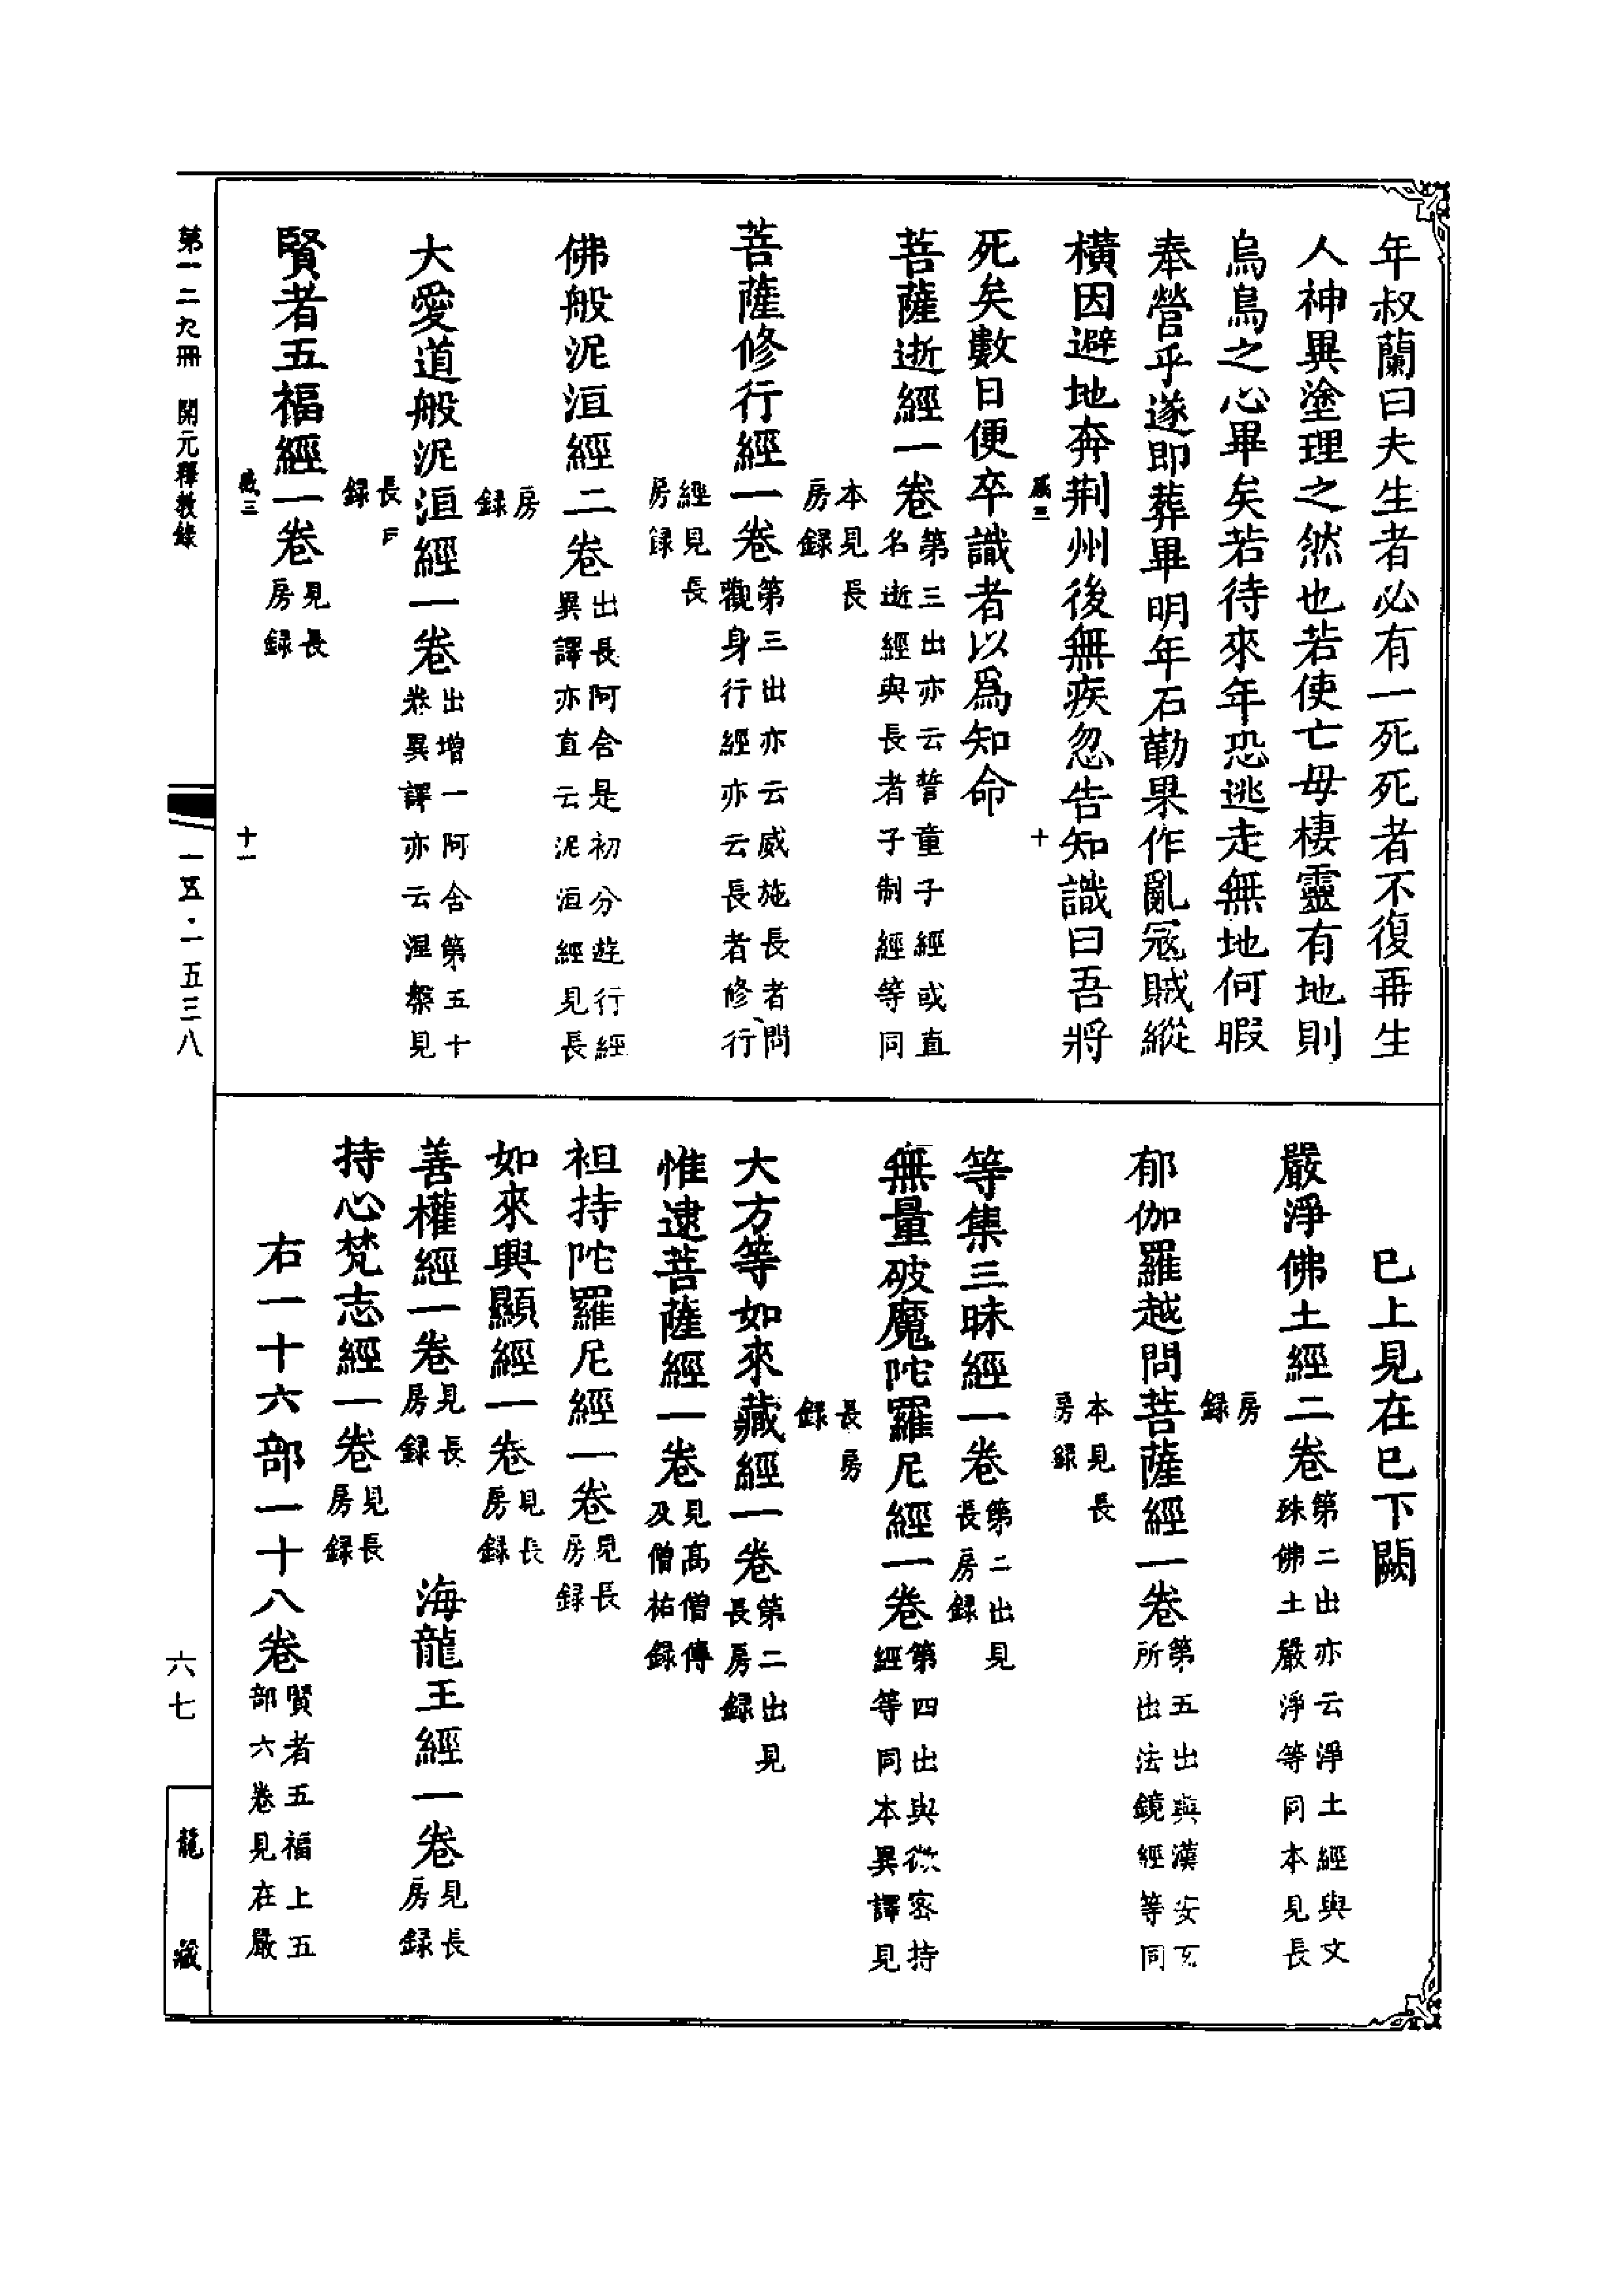 年叔蘭曰夫生者必有一死死者不復再生
人神異塗理之然也若使亡母棲靈有地則
烏鳥之心畢矣若待來年恐逃走無地何暇
奉營乎遂即葬畢明年石勒果作亂寇賊縱
橫因避地奔荊州後無疾忽告知識曰吾將
三 十
死矣數日便卒識者以爲知命
菩薩逝經一卷第三出亦云誓童子經或直
名逝經與長者子制經等同
本見長
房録
菩薩修行經一卷第三出亦云威施長者問
觀身行經亦云長者修行
經見長
房録
佛般泥洹經二卷出長阿含是初分遊行經
異譯亦直云泥洹經見長
房
録
大愛道般泥洹經一卷出增一阿含第五十
卷異譯亦云涅槃見
長
録
賢者五福經一卷見長
房録
三 十一
已上見在已下闕
嚴淨佛土經二卷第二出亦云淨土經與文
殊佛土嚴淨等同本見長
房
録
郁伽羅越問菩薩經一卷第五出與漢安玄
所出法鏡經等同
本見長
房録
等集三昧經一卷第二出見
長房録
無量破魔陀羅尼經一卷第四出與微密持
經等同本異譯見
長房
録
大方等如來藏經一卷第二出見
長房録
惟逮菩薩經一卷見高僧傳
及僧祐録
袓持陀羅尼經一卷見長
房録
如來興顯經一卷見長
房録
善權經一卷見長
房録 海龍王經一卷見長
房録
持心梵志經一卷見長
房録
右一十六部一十八卷賢者五福上五
部六卷見在嚴
第一二九冊 開元釋教錄
一五·一五三八
六七
龍藏